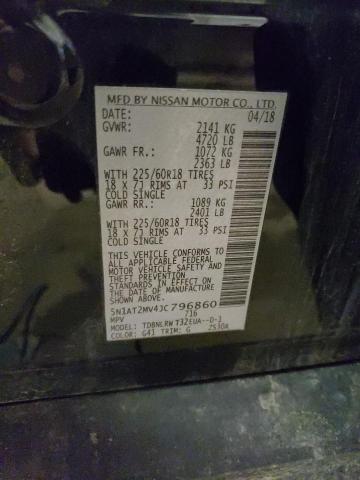 MFD BY NISSAN MOTOR CO., LTD.
DATE: 04/18
GVWR: 2141 KG
4720 LB
GAWR FR.: 1072 KG
2363 LB
WITH 225/60R18 TIRES
18 X 7J RIMS AT 33 PSI
COLD SINGLE
GAWR RR.: 1089 KG
2401 LB
WITH 225/60R18 TIRES
18 X 7J RIMS AT 33 PSI
COLD SINGLE
THIS VEHICLE CONFORMS TO
ALL APPLICABLE FEDERAL
MOTOR VEHICLE SAFETY
AND THEFT PREVENTION
STANDARDS IN EFFECT ON
THE DATE OF MANUFACTURE
SHOWN ABOVE.
5N1AT2MV4JC796860
MPV 716
MODEL: TDBNLRW T32EUA--D-J
COLOR: G41 TRIM: G 2530A